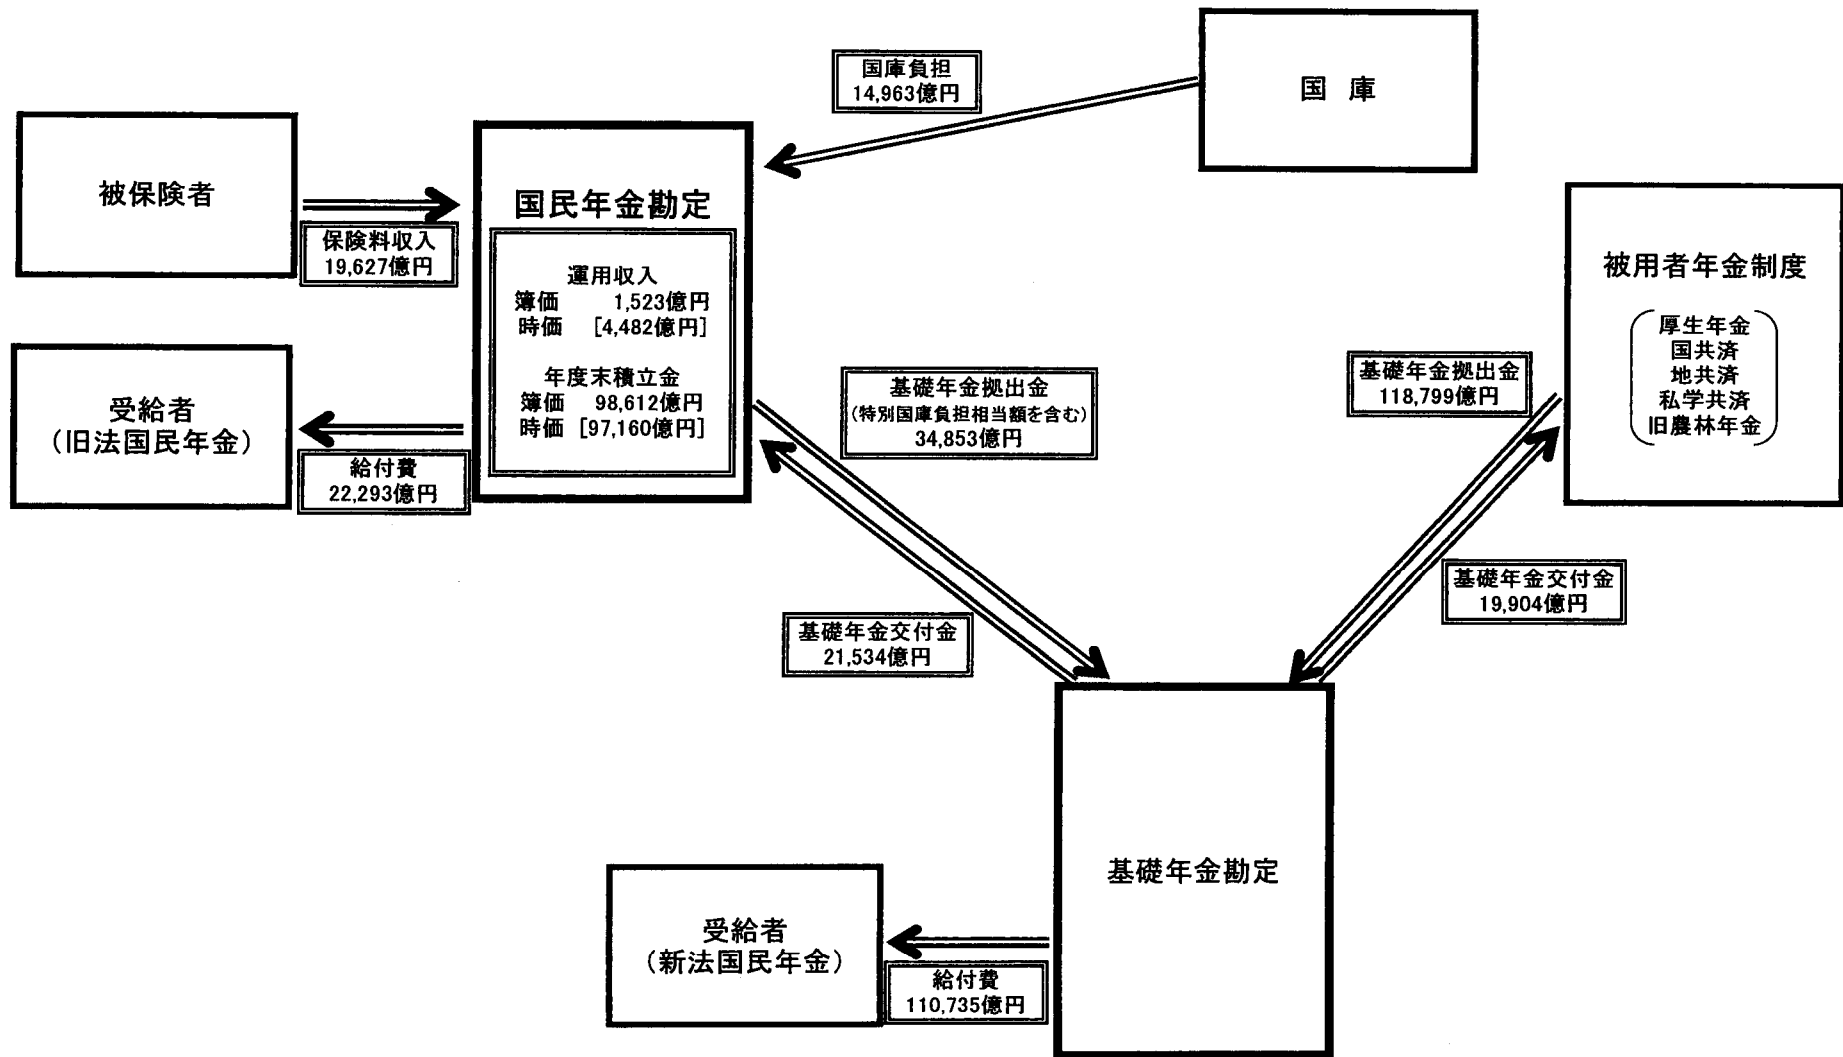 国庫負担
14,963億円
国 庫
被保険者
保険料収入
19,627億円
国民年金勘定
運用収入
簿価 1,523億円
時価 [4,482億円]
年度末積立金
簿価 98,612億円
時価 [97,160億円]
受給者
(旧法国民年金)
給付費
22,293億円
基礎年金拠出金
(特別国庫負担相当額を含む)
34,853億円
基礎年金交付金
21,534億円
被用者年金制度
厚生年金
国共済
地共済
私学共済
旧農林年金
基礎年金拠出金
118,799億円
基礎年金交付金
19,904億円
基礎年金勘定
受給者
(新法国民年金)
給付費
110,735億円